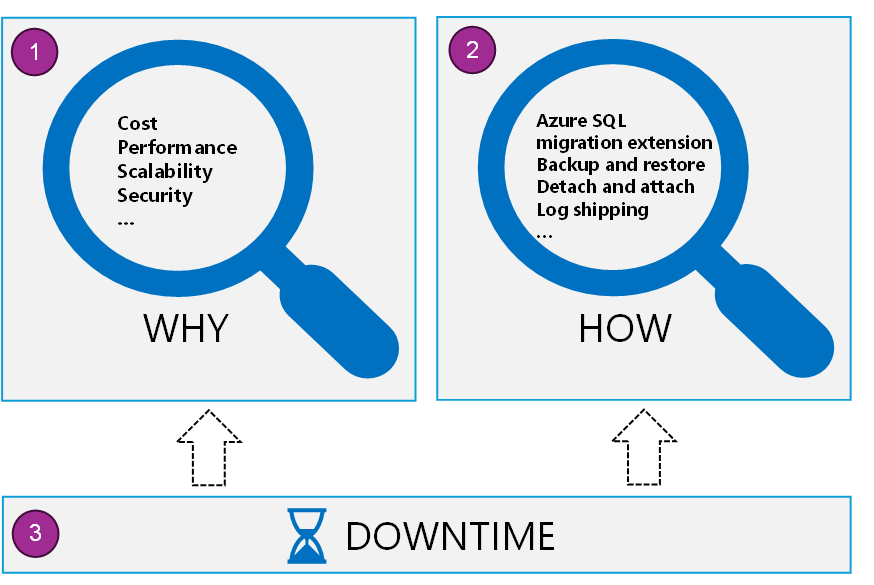 1
Cost
Performance
Scalability
Security
...
WHY
2
Azure SQL
migration extension
Backup and restore
Detach and attach
Log shipping
...
HOW
3
DOWNTIME